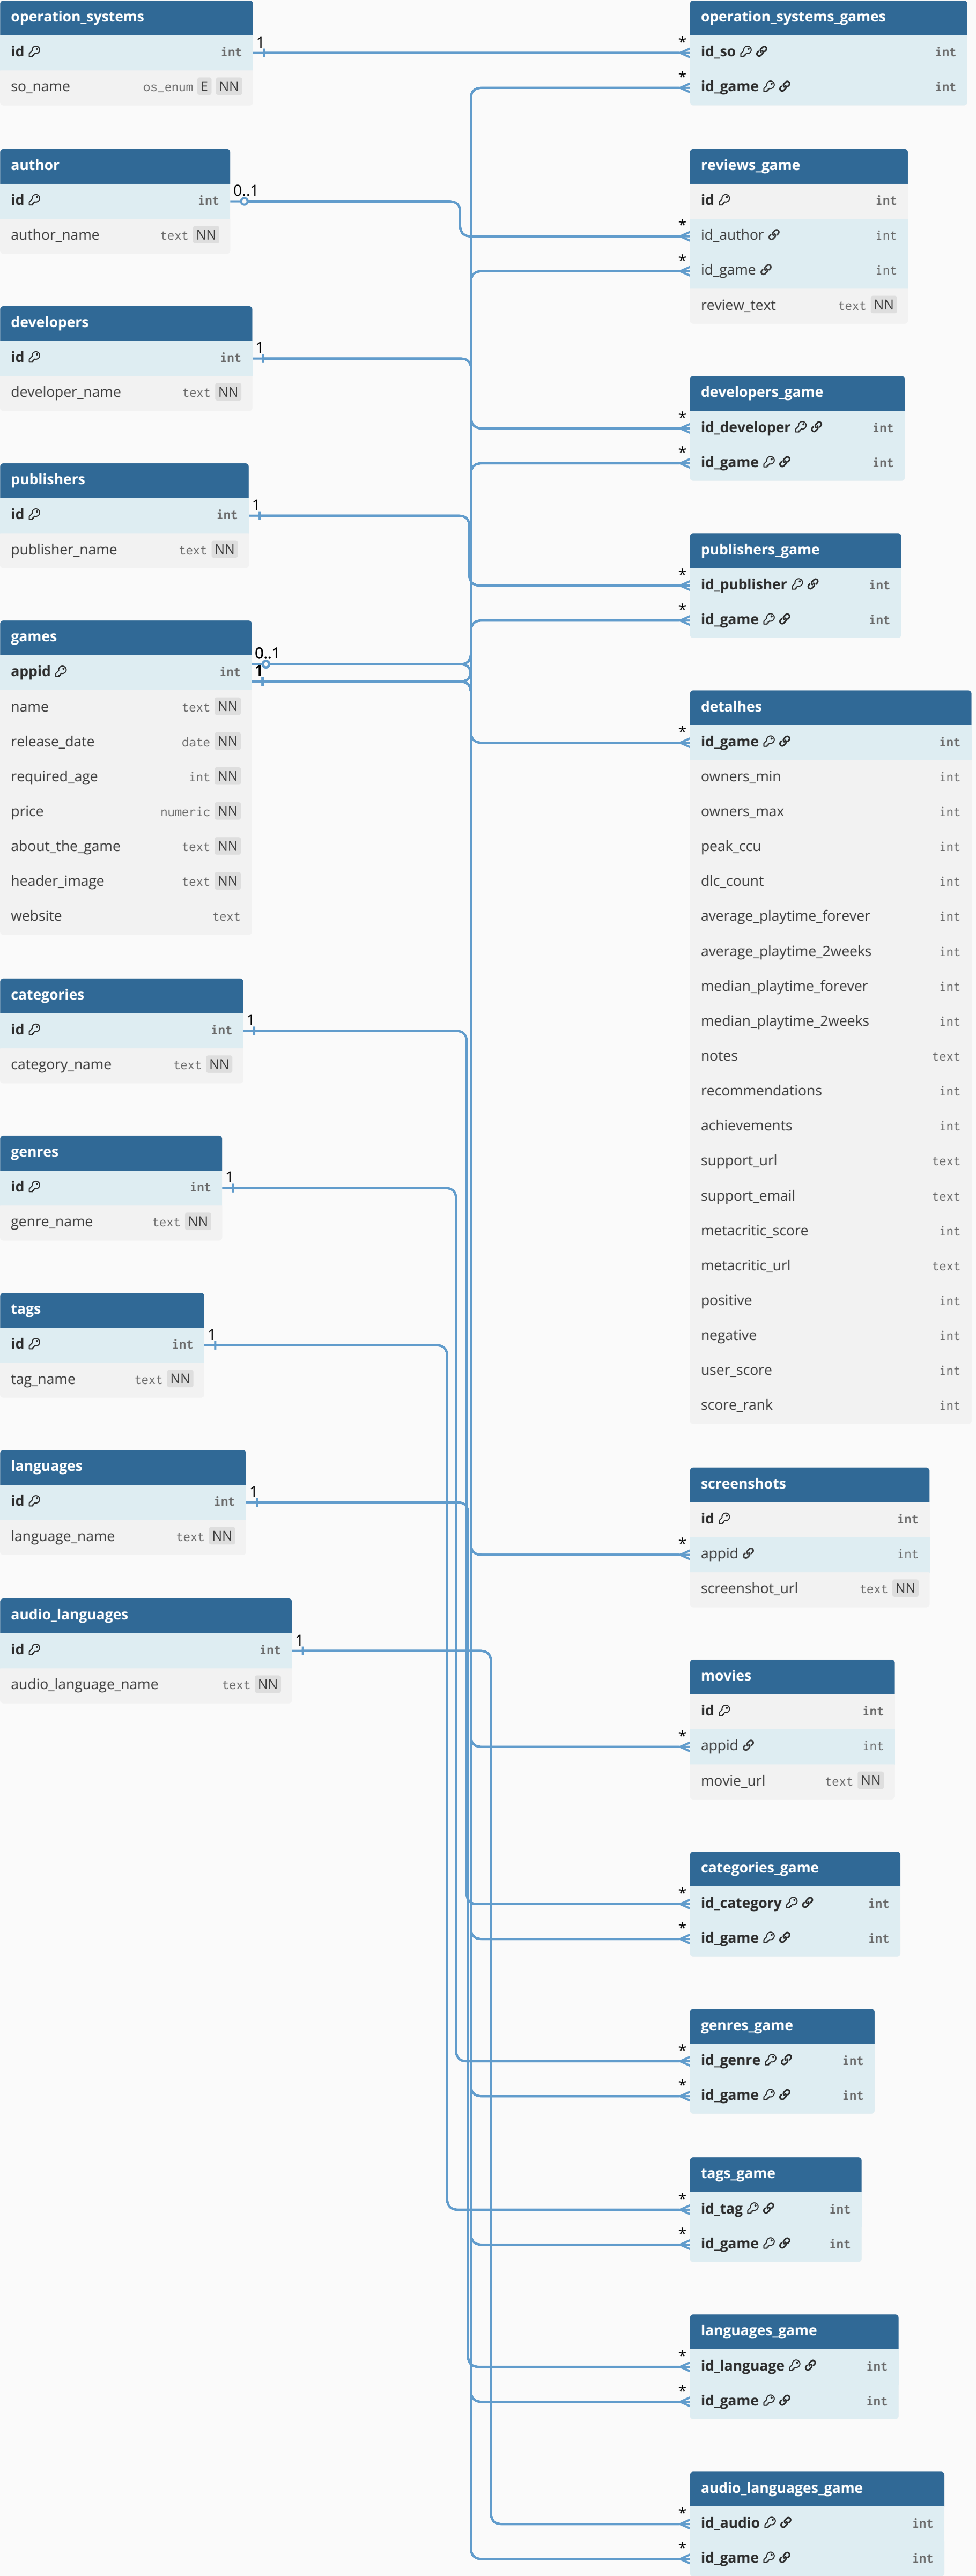 operation_systems
id int
so_name os_enum E NN
1
*
operation_systems_games
id_so int
*
id_game int
author
id int
author_name text NN
0..1
reviews_game
id int
*
id_author int
*
id_game int
review_text text NN
developers
id int
developer_name text NN
1
developers_game
*
id_developer int
*
id_game int
publishers
id int
publisher_name text NN
1
publishers_game
*
id_publisher int
*
id_game int
games
0..1
appid int
1
name text NN
release_date date NN
required_age int NN
price numeric NN
about_the_game text NN
header_image text NN
website text
detalhes
*
id_game int
owners_min int
owners_max int
peak_ccu int
dlc_count int
average_playtime_forever int
average_playtime_2weeks int
median_playtime_forever int
median_playtime_2weeks int
notes text
recommendations int
achievements int
support_url text
support_email text
metacritic_score int
metacritic_url text
positive int
negative int
user_score int
score_rank int
categories
id int
category_name text NN
1
genres
id int
genre_name text NN
1
tags
id int
tag_name text NN
1
languages
id int
language_name text NN
1
screenshots
id int
*
appid int
screenshot_url text NN
audio_languages
id int
audio_language_name text NN
1
movies
id int
*
appid int
movie_url text NN
categories_game
*
id_category int
*
id_game int
genres_game
*
id_genre int
*
id_game int
tags_game
*
id_tag int
*
id_game int
languages_game
*
id_language int
*
id_game int
audio_languages_game
*
id_audio int
*
id_game int